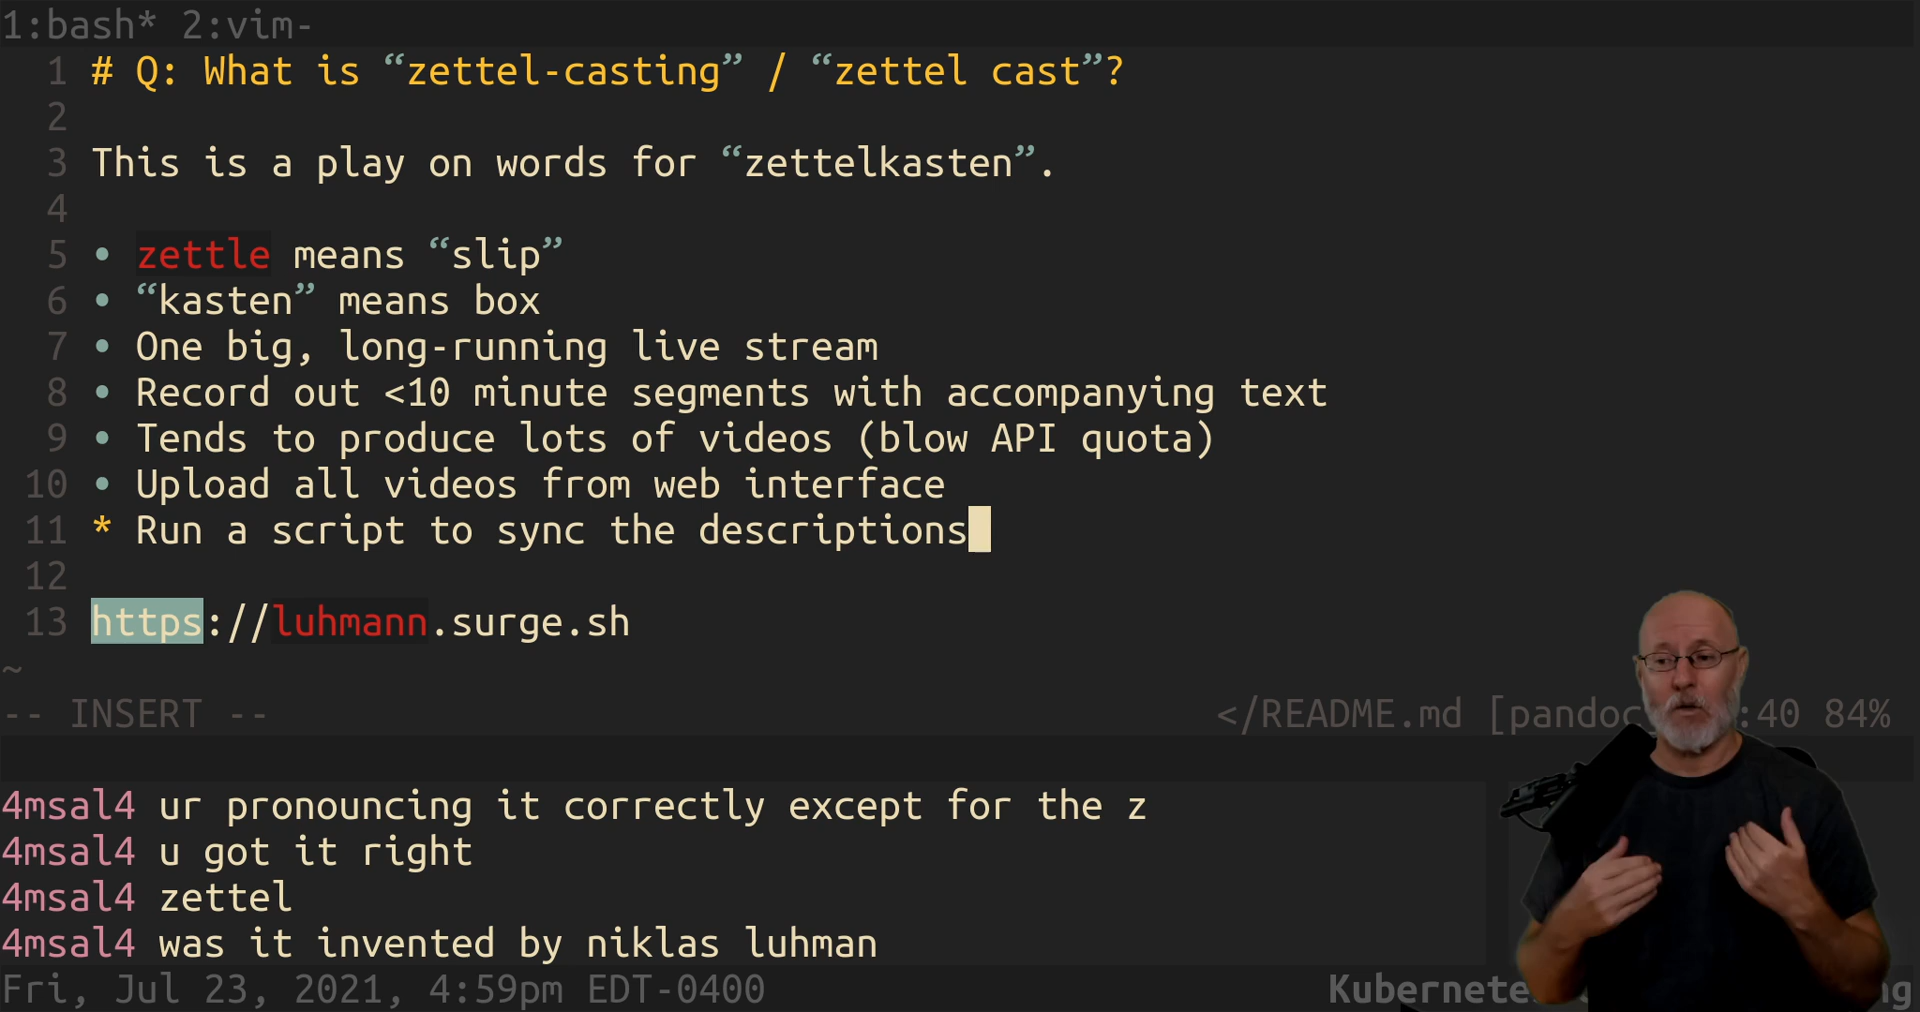 1:bash* 2:vim-
1 # Q: What is “zettel-casting” / “zettel cast”?
2
3 This is a play on words for “zettelkasten”.
4
5 • zettle means “slip”
6 • “kasten” means box
7 • One big, long-running live stream
8 • Record out <10 minute segments with accompanying text
9 • Tends to produce lots of videos (blow API quota)
10 • Upload all videos from web interface
11 * Run a script to sync the descriptions
12
13 https://luhmann.surge.sh
~
-- INSERT -- </README.md [pandoc :40 84%
4msal4 ur pronouncing it correctly except for the z
4msal4 u got it right
4msal4 zettel
4msal4 was it invented by niklas luhman
Fri, Jul 23, 2021, 4:59pm EDT-0400